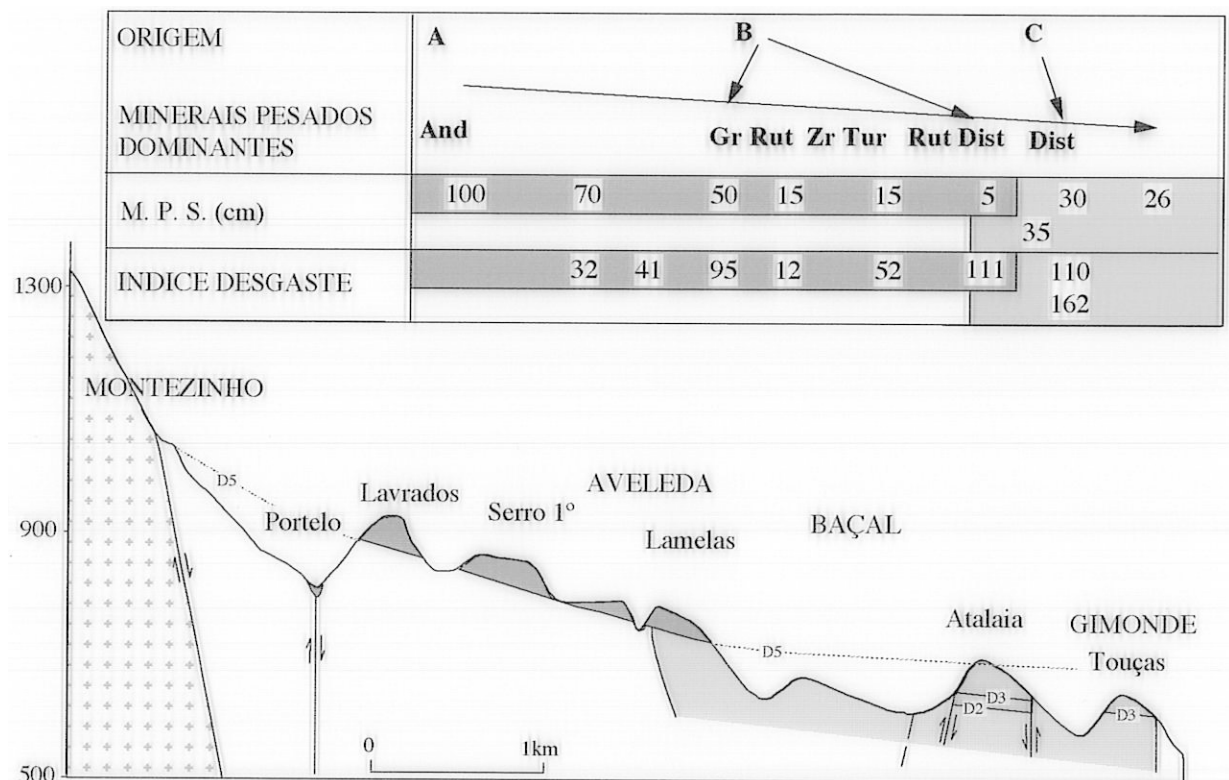 ORIGEM A B C
MINERAIS PESADOS
DOMINANTES
And Gr Rut Zr Tur Rut Dist Dist
M. P. S. (cm) 100 70 50 15 15 5 30 26
35
INDICE DESGASTE 32 41 95 12 52 111 110
162
1300
MONTEZINHO
D5
Portelo
Lavrados
Serro 1º
AVELEDA
Lamelas
BAÇAL
Atalaia
GIMONDE
Touças
900
D5
D3
D2
D3
0 1km
500